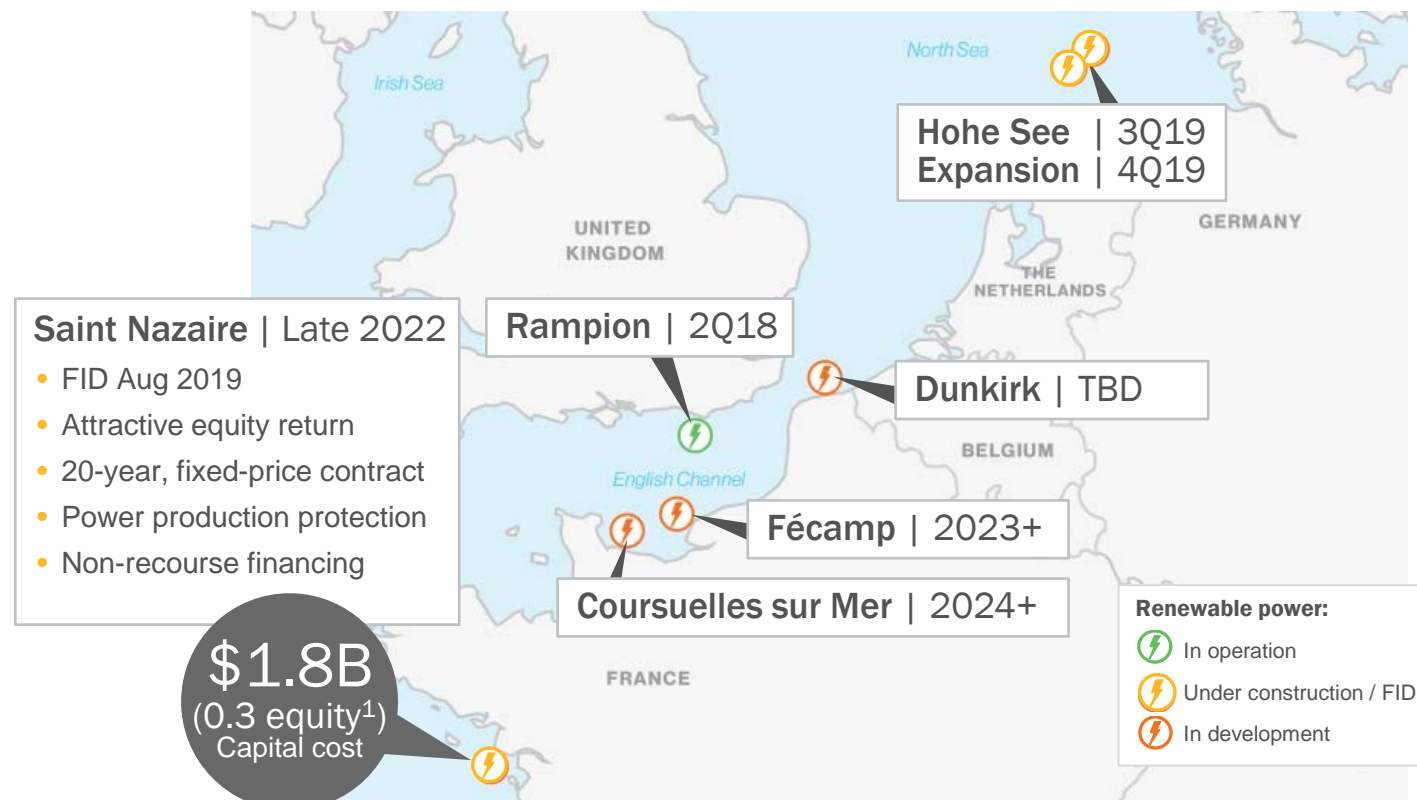 North Sea
Irish Sea
Hohe See | 3Q19
Expansion | 4Q19
UNITED
KINGDOM
GERMANY
THE
NETHERLANDS
Saint Nazaire | Late 2022
• FID Aug 2019
• Attractive equity return
• 20-year, fixed-price contract
• Power production protection
• Non-recourse financing
Rampion | 2Q18
Dunkirk | TBD
BELGIUM
English Channel
Fécamp | 2023+
Coursuelles sur Mer | 2024+
$1.8B
(0.3 equity¹)
Capital cost
FRANCE
Renewable power:
In operation
Under construction / FID
In development